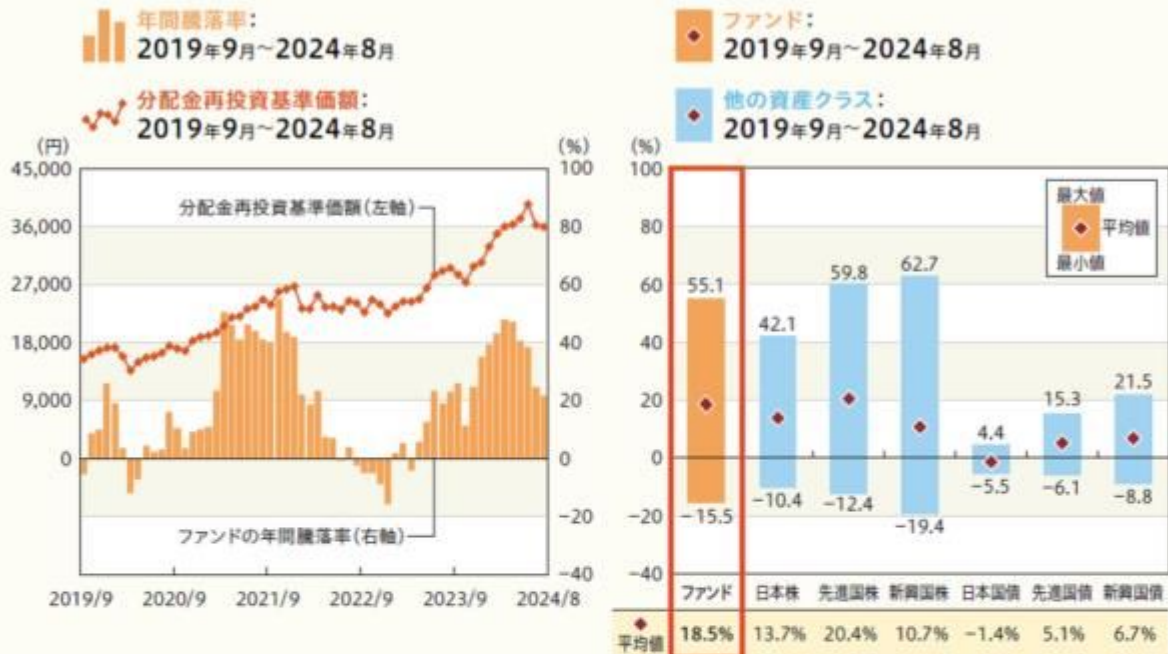 年間騰落率:
2019年9月~2024年8月
分配金再投資基準価額:
2019年9月~2024年8月
(円)
(%)
45,000
36,000
27,000
18,000
9,000
0
100
80
60
40
20
0
−20
−40
分配金再投資基準価額(左軸)
ファンドの年間騰落率(右軸)
2019/9 2020/9 2021/9 2022/9 2023/9 2024/8
ファンド:
2019年9月~2024年8月
他の資産クラス:
2019年9月~2024年8月
(%)
100
80
60
40
20
0
−20
−40
最大値
平均値
最小値
55.1
42.1
59.8
62.7
4.4
15.3
21.5
−15.5
−10.4
−12.4
−19.4
−5.5
−6.1
−8.8
ファンド 日本株 先進国株 新興国株 日本国債 先進国債 新興国債
平均値 18.5% 13.7% 20.4% 10.7% −1.4% 5.1% 6.7%